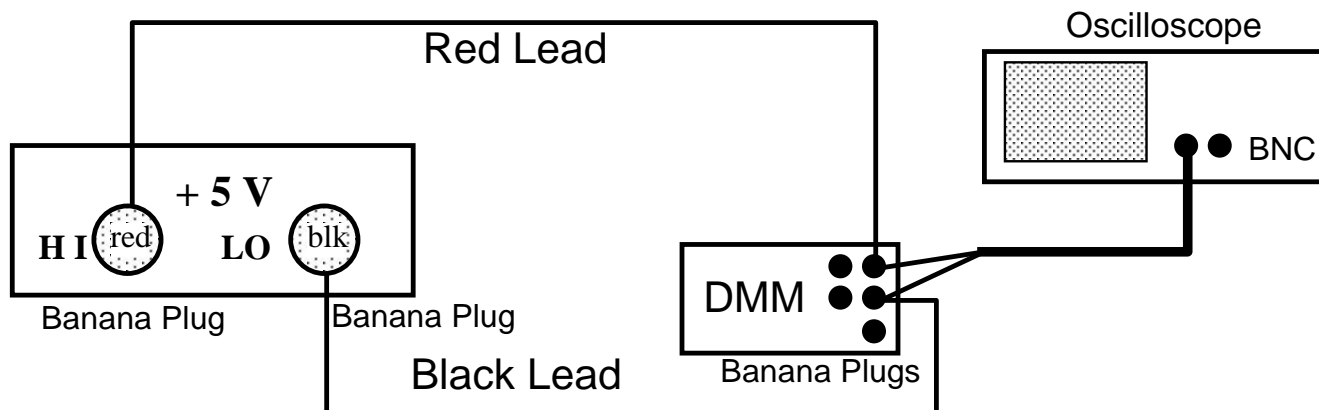 Oscilloscope
Red Lead
BNC
+ 5 V
H I red LO blk
DMM
Banana Plug Banana Plug
Banana Plugs
Black Lead